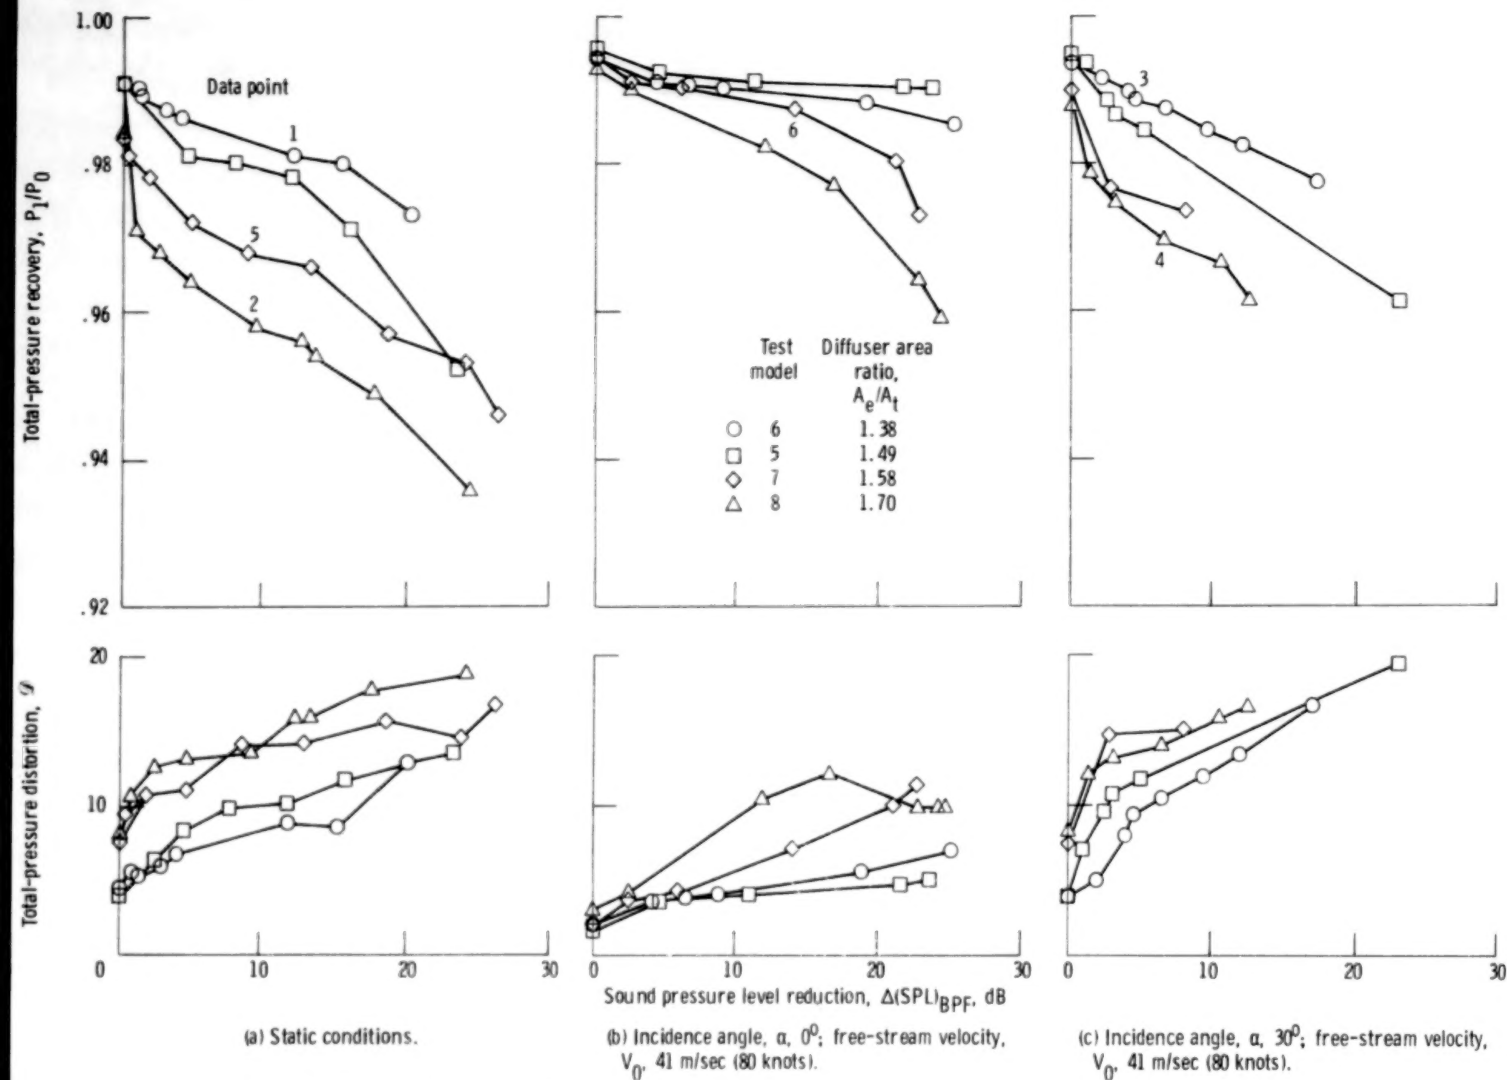 1.00
.98
.96
.94
.92
Total-pressure recovery, P1/P0
Data point
1
5
2
6
3
4
Test model
Diffuser area ratio, Ae/At
6 1.38
5 1.49
7 1.58
8 1.70
20
10
0
Total-pressure distortion, 𝒟
10 20 30
0 10 20 30
0 10 20 30
Sound pressure level reduction, Δ(SPL)BPF, dB
(a) Static conditions.
(b) Incidence angle, α, 0⁰; free-stream velocity,
V0, 41 m/sec (80 knots).
(c) Incidence angle, α, 30⁰; free-stream velocity,
V0, 41 m/sec (80 knots).